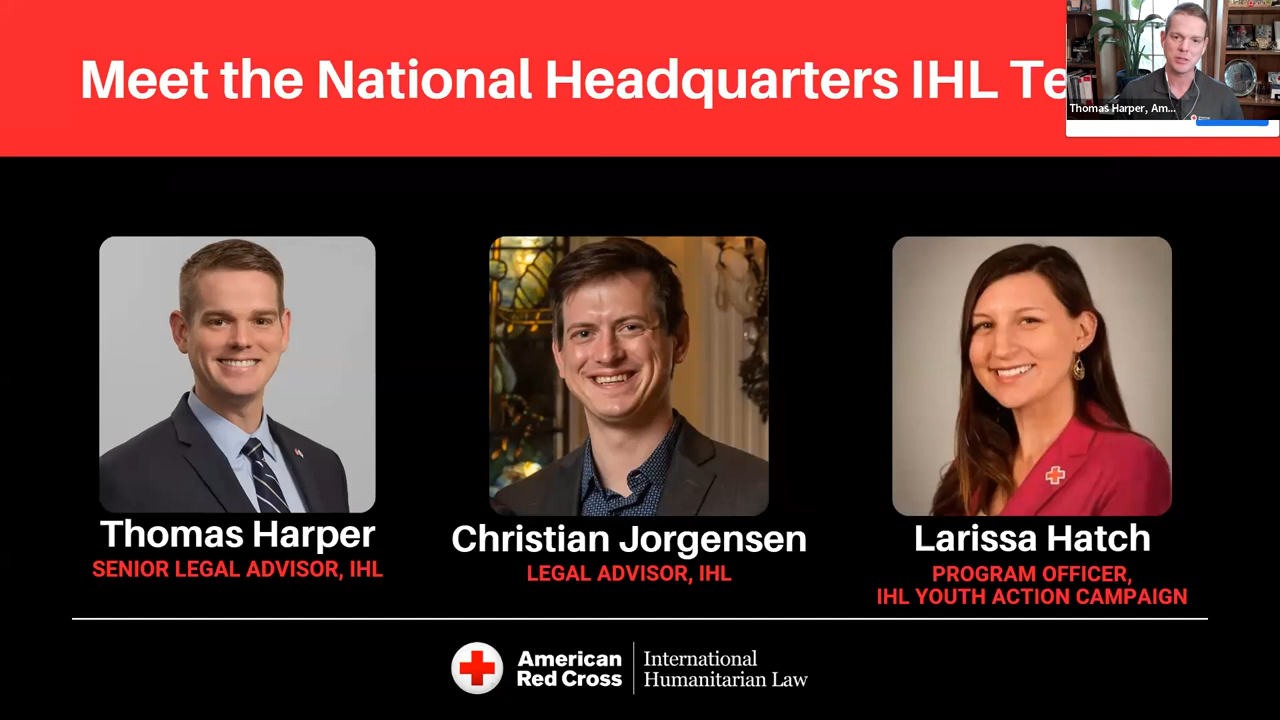 Meet the National Headquarters IHL Te
Thomas Harper, Am...
Thomas Harper
SENIOR LEGAL ADVISOR, IHL
Christian Jorgensen
LEGAL ADVISOR, IHL
Larissa Hatch
PROGRAM OFFICER,
IHL YOUTH ACTION CAMPAIGN
American
Red Cross
International
Humanitarian Law